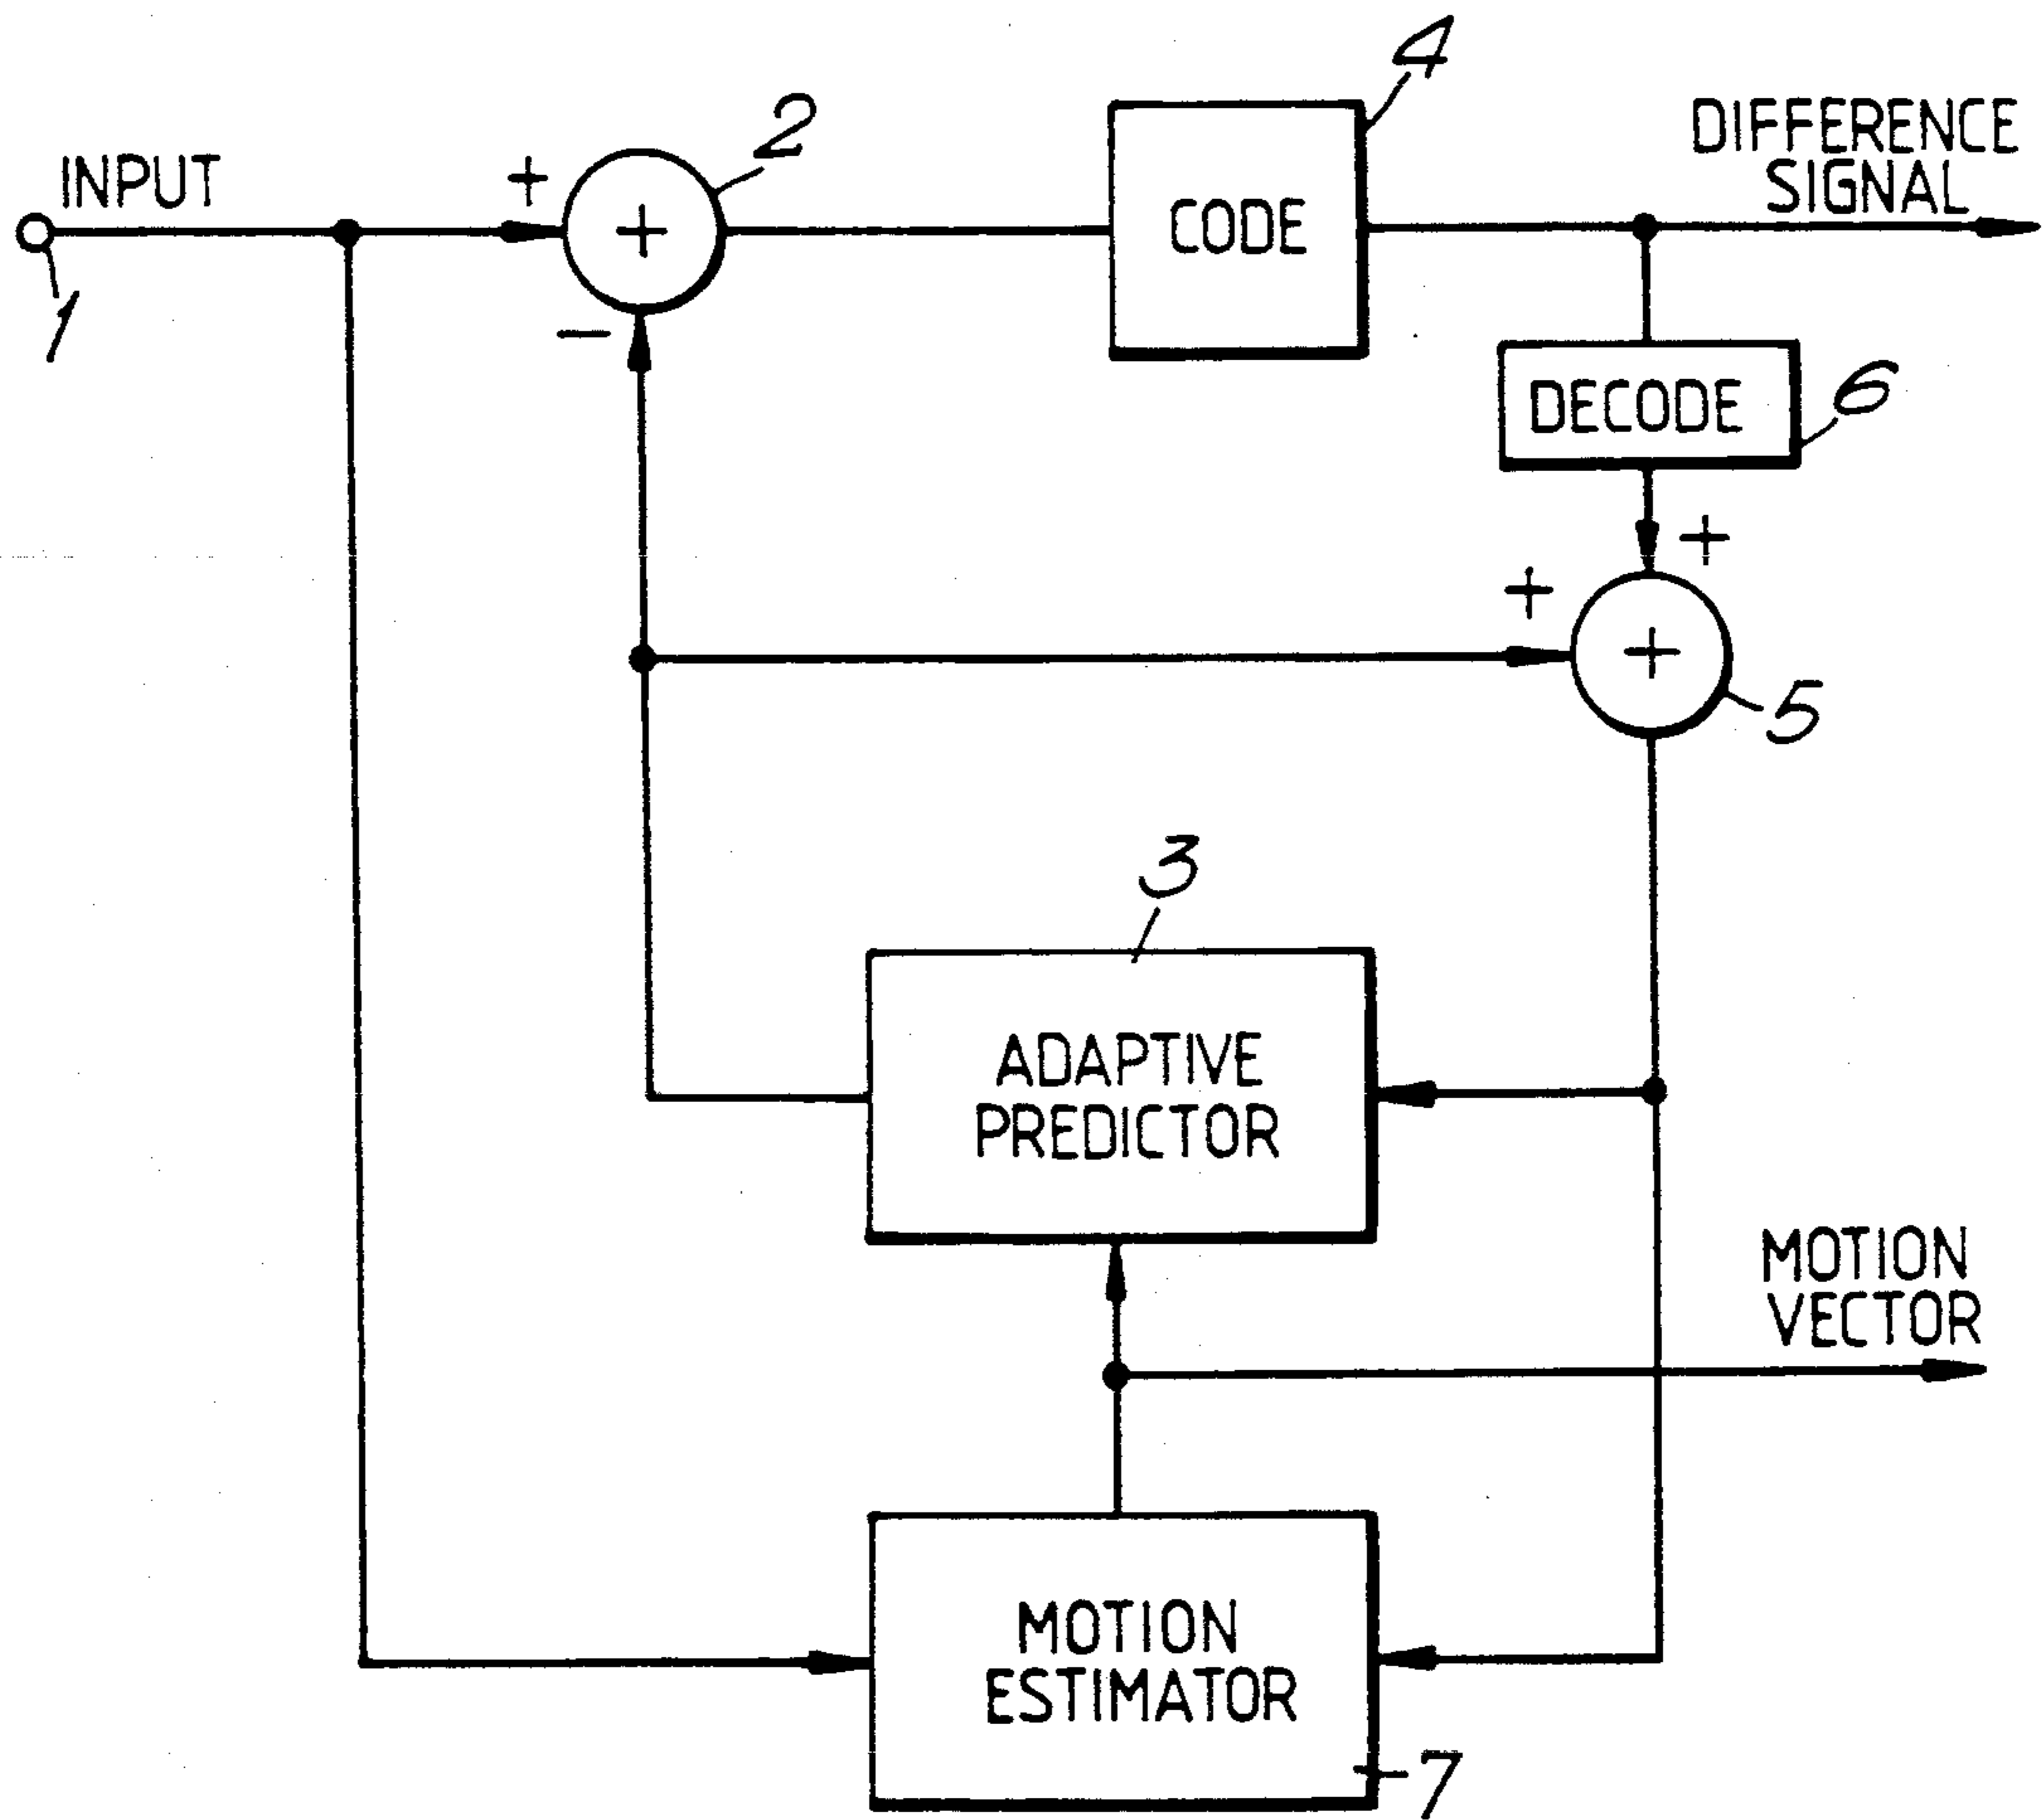 4
2
DIFFERENCE
SIGNAL
INPUT
+
+
CODE
1
−
DECODE
6
+
+
+
5
3
ADAPTIVE
PREDICTOR
MOTION
VECTOR
MOTION
ESTIMATOR
7